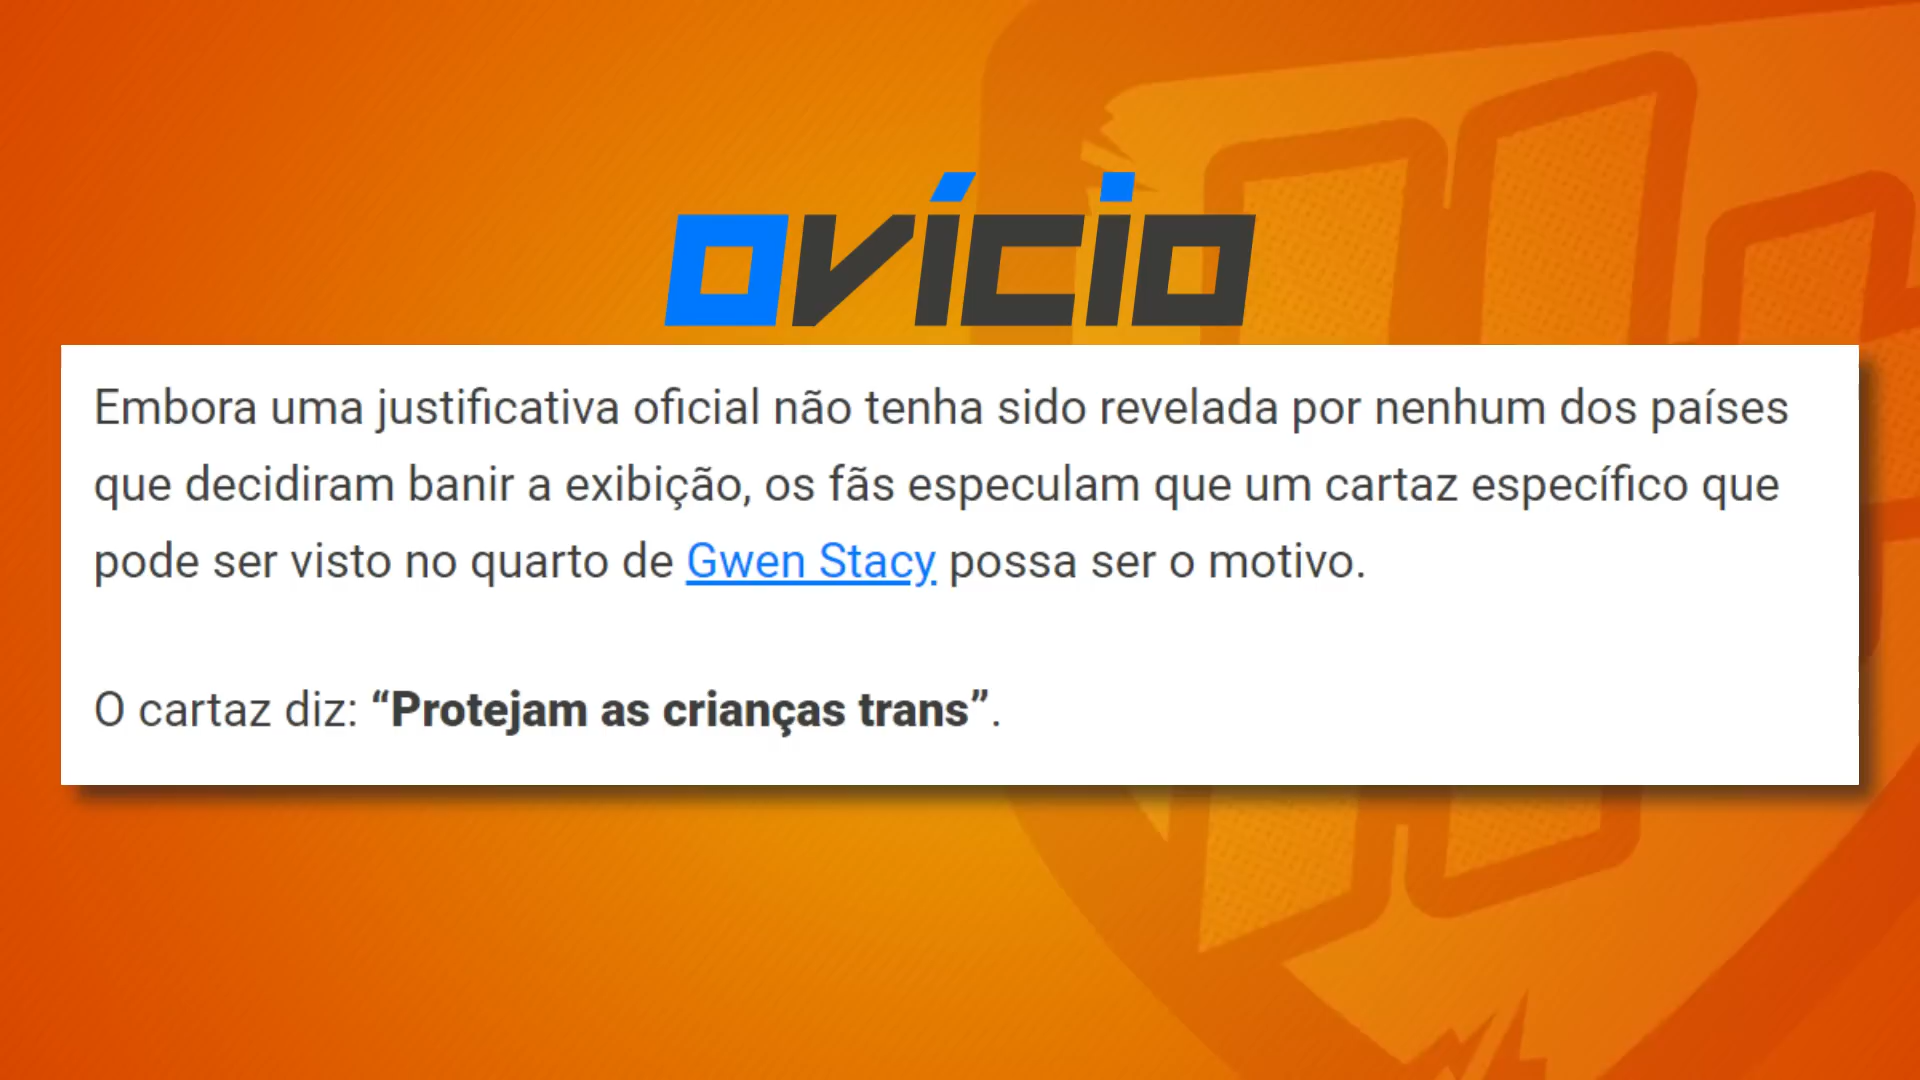 ovício
Embora uma justificativa oficial não tenha sido revelada por nenhum dos países
que decidiram banir a exibição, os fãs especulam que um cartaz específico que
pode ser visto no quarto de Gwen Stacy possa ser o motivo.
O cartaz diz: “Protejam as crianças trans”.